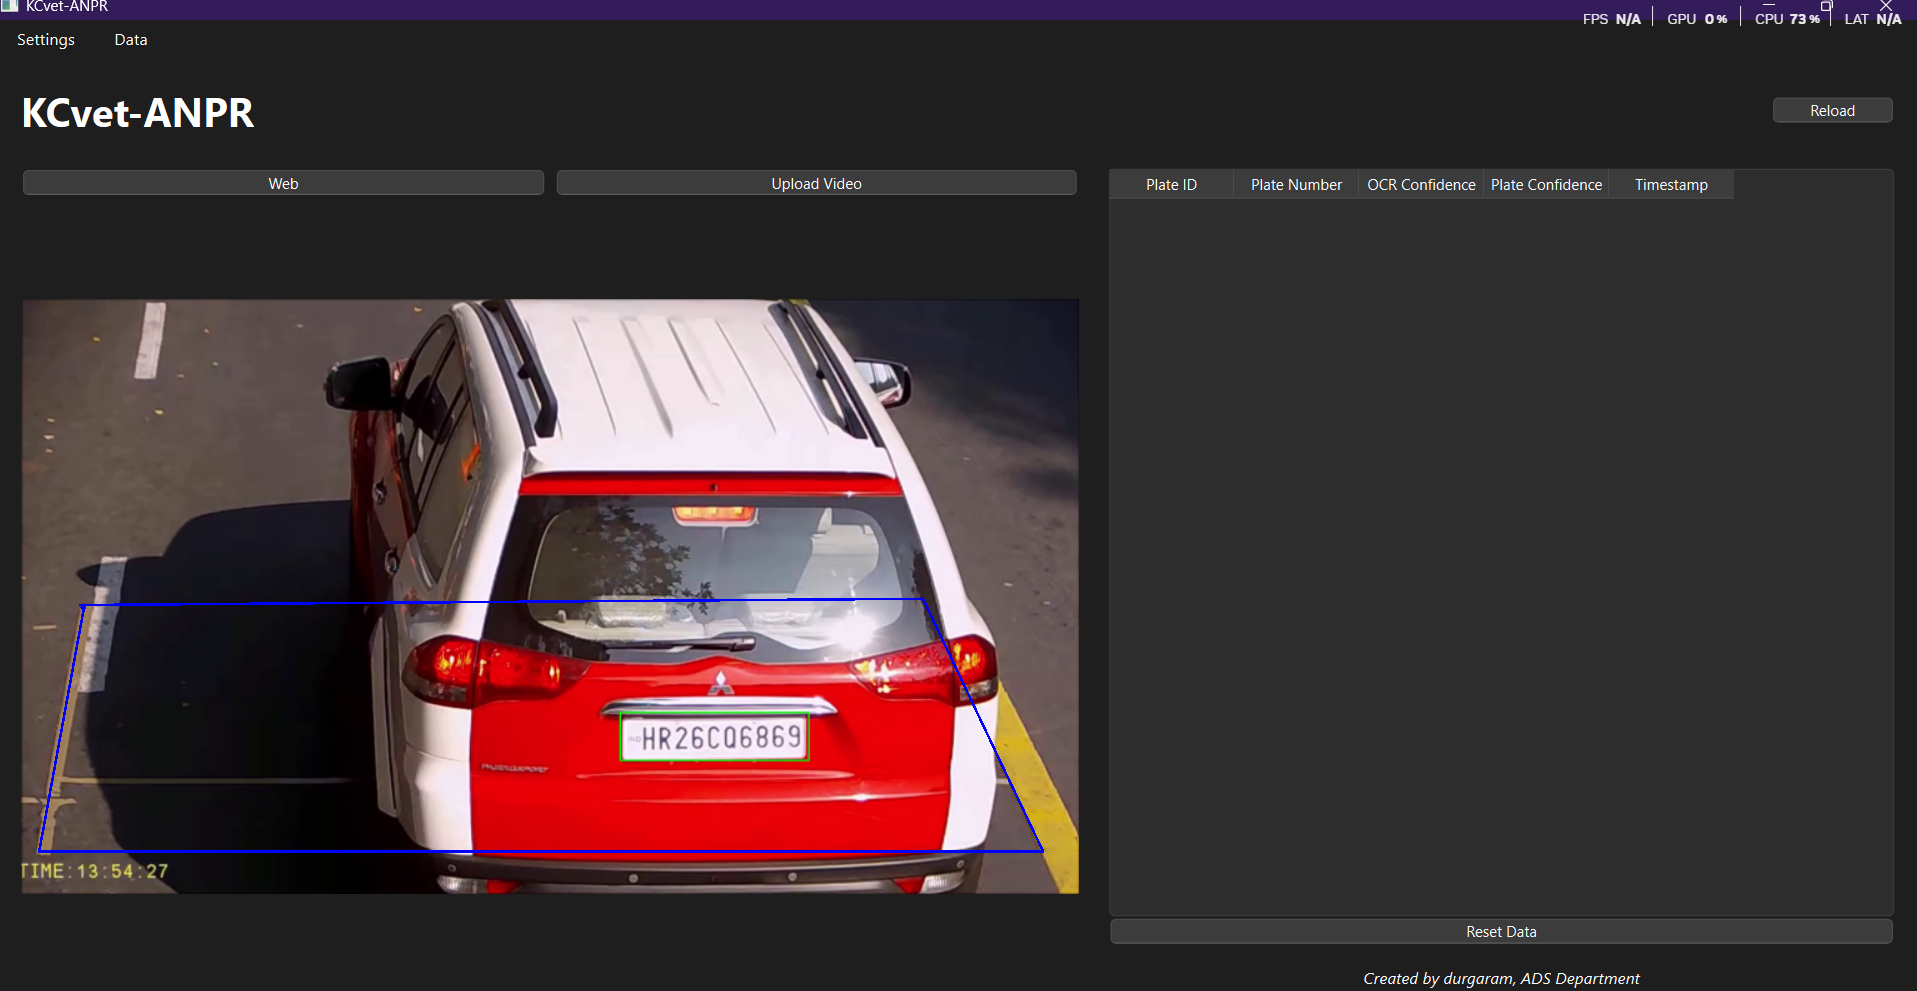 KCvet-ANPR
FPS N/A GPU 0% CPU 73% LAT N/A
Settings Data
KCvet-ANPR
Reload
Web Upload Video
Plate ID Plate Number OCR Confidence Plate Confidence Timestamp
IND HR26CQ6869
TIME:13:54:27
Reset Data
Created by durgaram, ADS Department